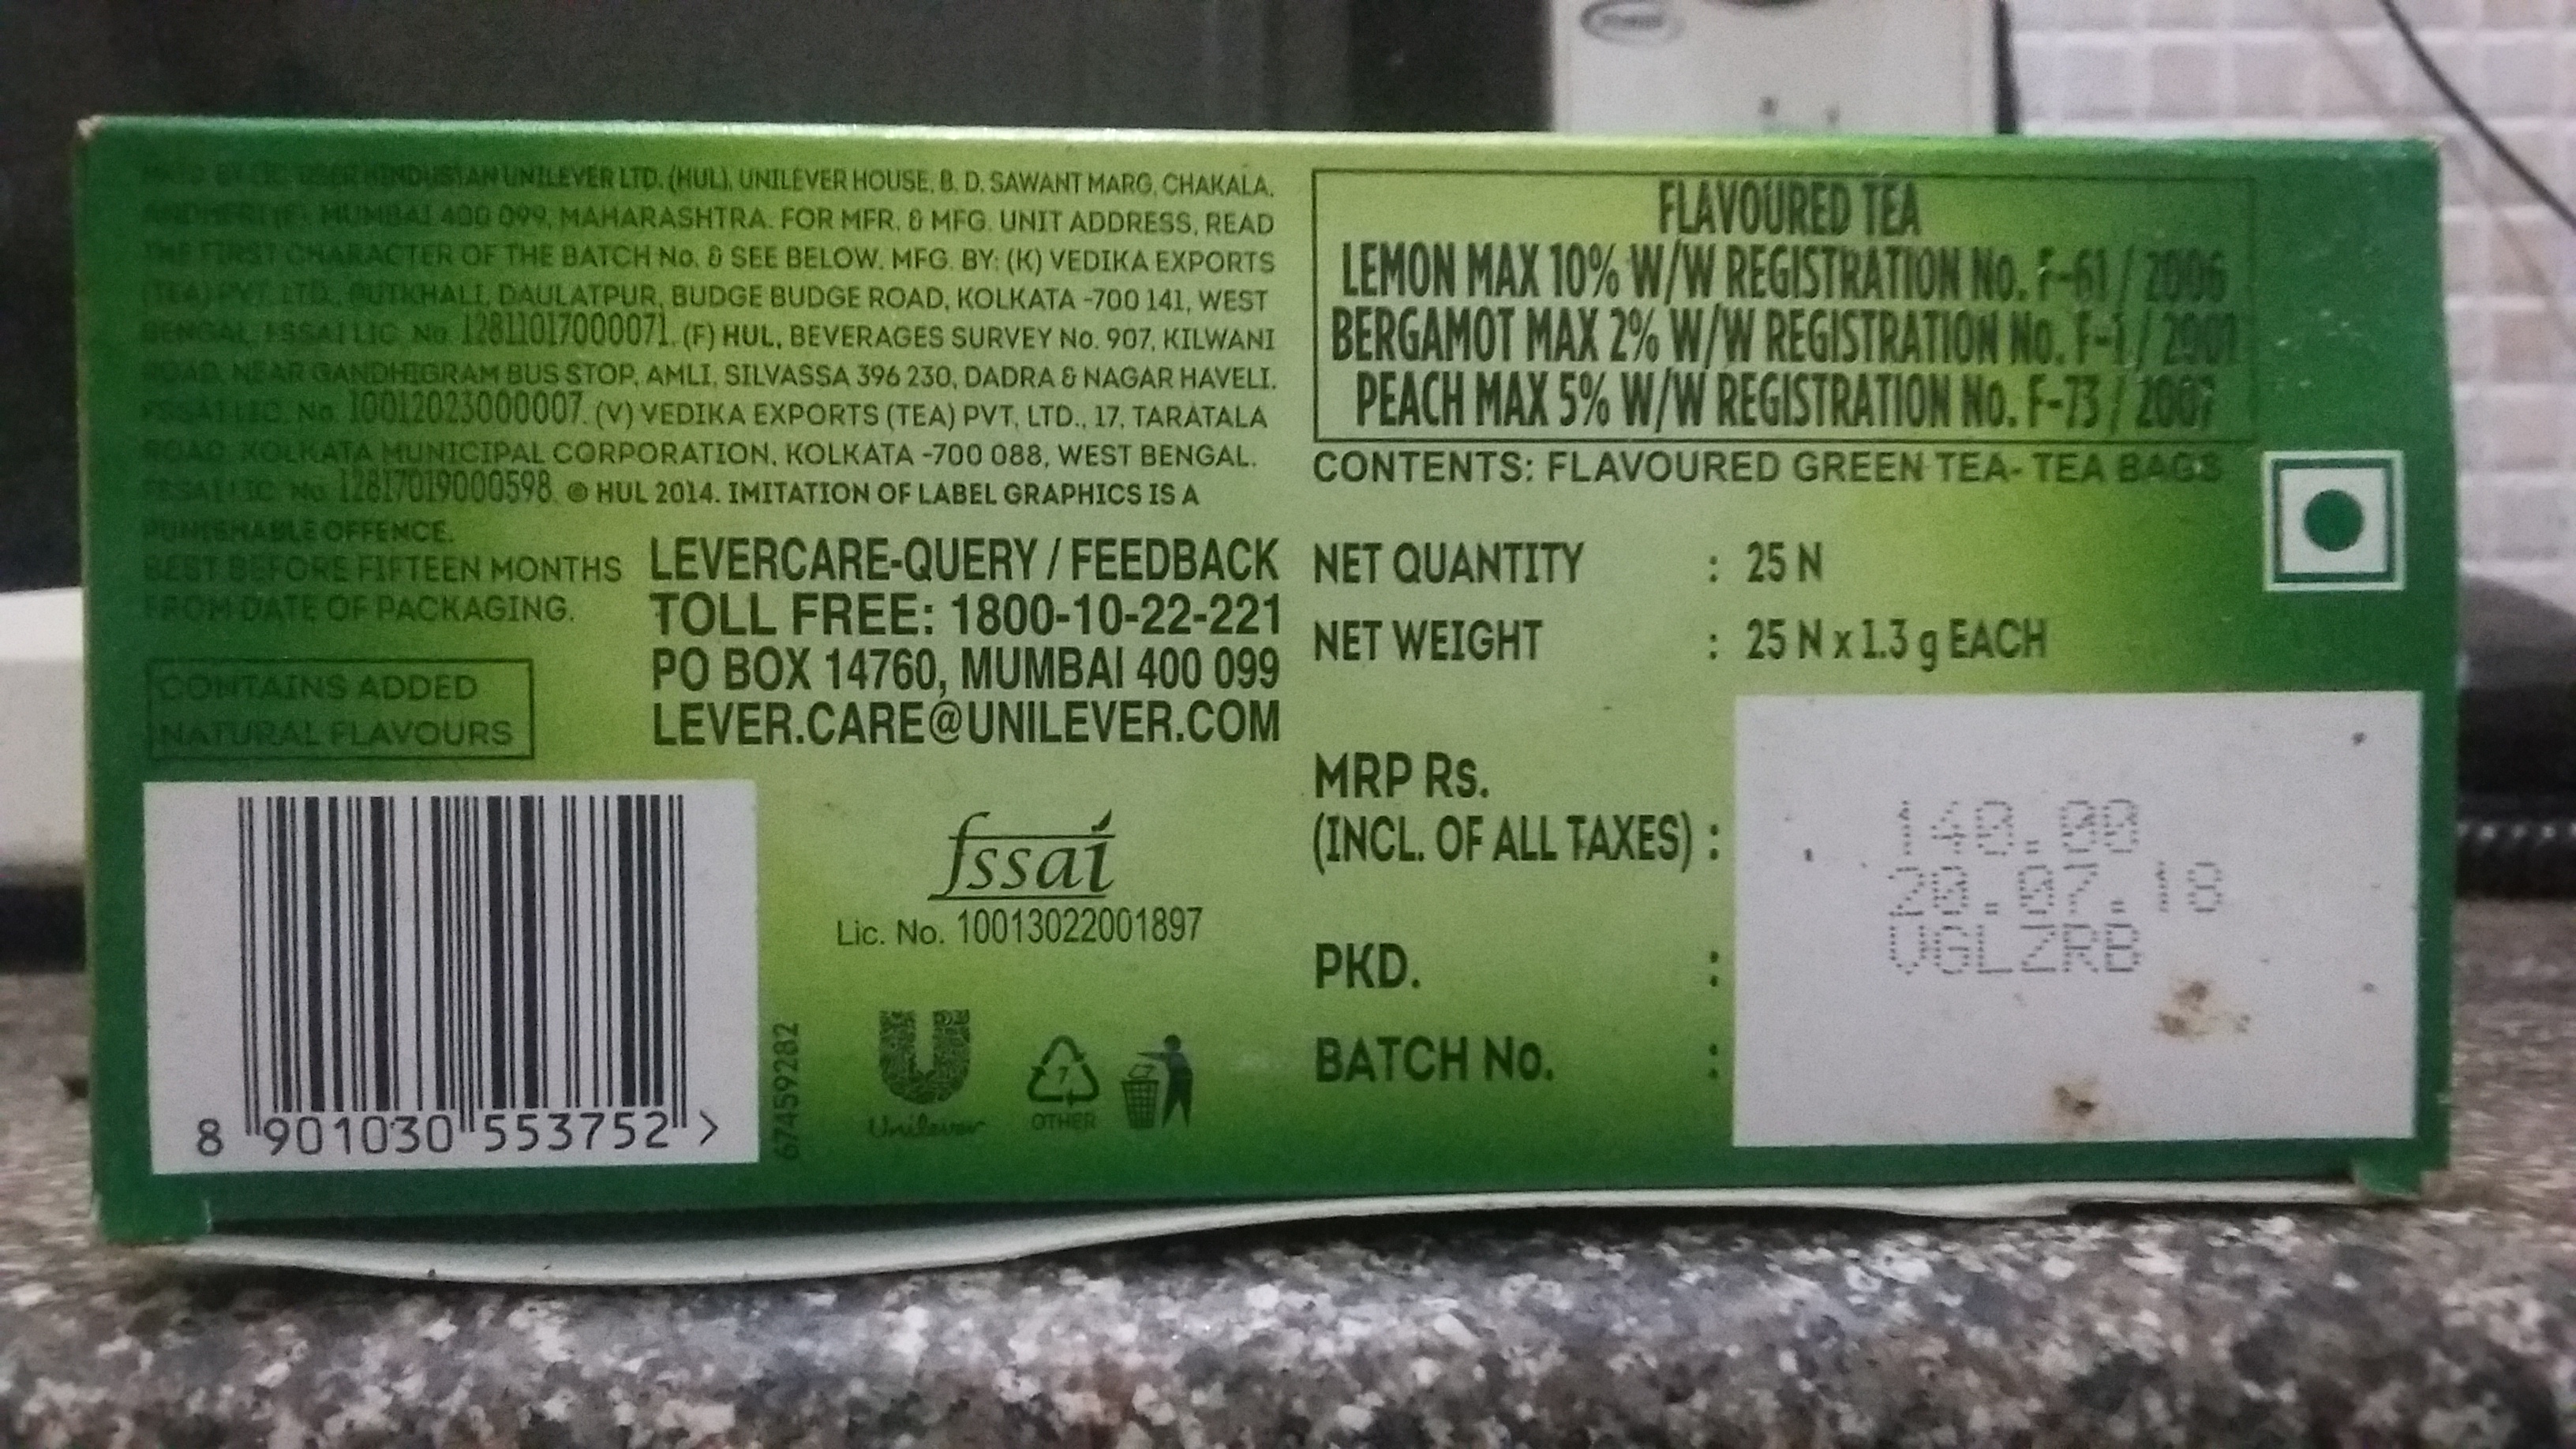 MKTD BY LIC. USER HINDUSTAN UNILEVER LTD. (HUL), UNILEVER HOUSE, B. D. SAWANT MARG, CHAKALA,
ANDHERI (E), MUMBAI 400 099, MAHARASHTRA. FOR MFR. & MFG. UNIT ADDRESS, READ
THE FIRST CHARACTER OF THE BATCH No. & SEE BELOW. MFG. BY: (K) VEDIKA EXPORTS
(TEA) PVT. LTD., PUTKHALI, DAULATPUR, BUDGE BUDGE ROAD, KOLKATA -700 141, WEST
BENGAL, FSSAI LIC. No. 12811017000071. (F) HUL, BEVERAGES SURVEY No. 907, KILWANI
ROAD, NEAR GANDHIGRAM BUS STOP, AMLI, SILVASSA 396 230, DADRA & NAGAR HAVELI.
FSSAI LIC. No. 10012023000007. (V) VEDIKA EXPORTS (TEA) PVT. LTD., 17, TARATALA
ROAD, KOLKATA MUNICIPAL CORPORATION, KOLKATA -700 088, WEST BENGAL.
FSSAI LIC. No. 12817019000598. © HUL 2014. IMITATION OF LABEL GRAPHICS IS A
PUNISHABLE OFFENCE.
BEST BEFORE FIFTEEN MONTHS
FROM DATE OF PACKAGING.
CONTAINS ADDED
NATURAL FLAVOURS
LEVERCARE-QUERY / FEEDBACK
TOLL FREE: 1800-10-22-221
PO BOX 14760, MUMBAI 400 099
LEVER.CARE@UNILEVER.COM
8 901030 553752 >
67459282
fssai
Lic. No. 10013022001897
Unilever
7
OTHER
FLAVOURED TEA
LEMON MAX 10% W/W REGISTRATION No. F-61 / 2006
BERGAMOT MAX 2% W/W REGISTRATION No. F-1 / 2001
PEACH MAX 5% W/W REGISTRATION No. F-73 / 2007
CONTENTS: FLAVOURED GREEN TEA- TEA BAGS
NET QUANTITY : 25 N
NET WEIGHT : 25 N x 1.3 g EACH
MRP Rs.
(INCL. OF ALL TAXES) :
PKD. :
BATCH No. :
140.00
20.07.18
VGLZRB